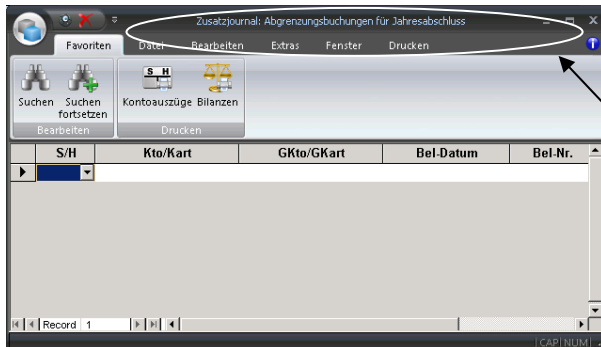 Zusatzjournal: Abgrenzungsbuchungen für Jahresabschluss
Favoriten Datei Bearbeiten Extras Fenster Drucken
S H
Suchen Suchen fortsetzen Kontoauszüge Bilanzen
Bearbeiten Drucken
S/H Kto/Kart GKto/GKart Bel-Datum Bel-Nr.
Record 1
CAP NUM